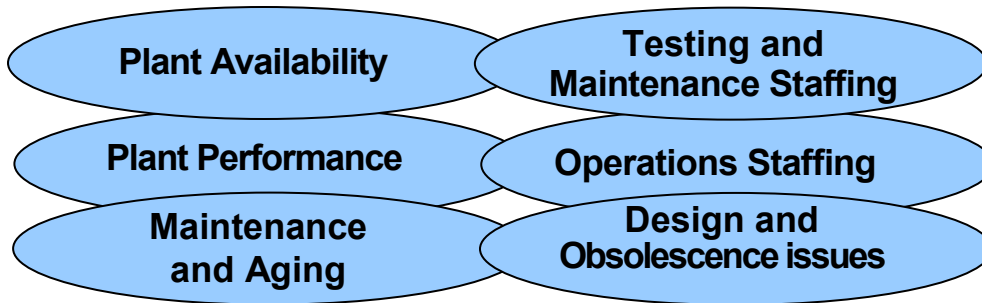 Plant Availability
Testing and
Maintenance Staffing
Plant Performance
Operations Staffing
Maintenance
and Aging
Design and
Obsolescence issues